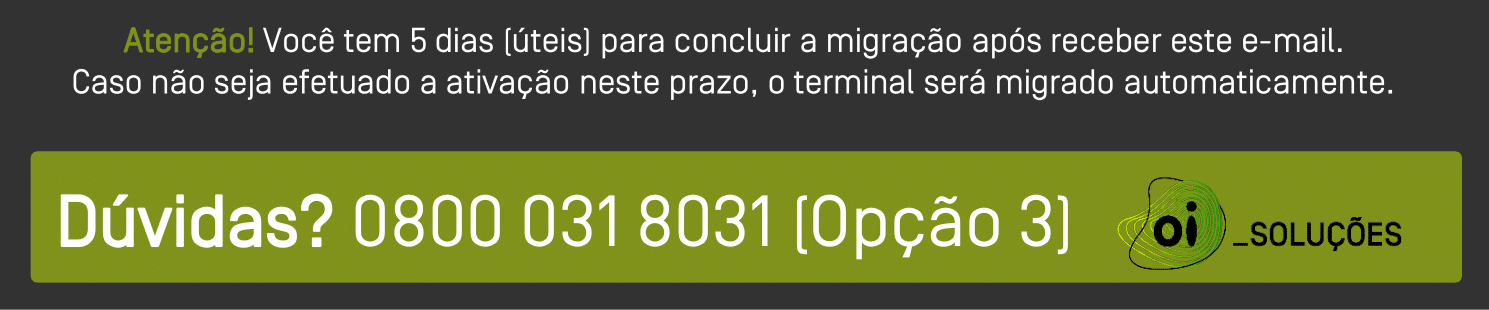 Atenção! Você tem 5 dias (úteis) para concluir a migração após receber este e-mail.
Caso não seja efetuado a ativação neste prazo, o terminal será migrado automaticamente.
Dúvidas? 0800 031 8031 (Opção 3) oi _SOLUÇÕES